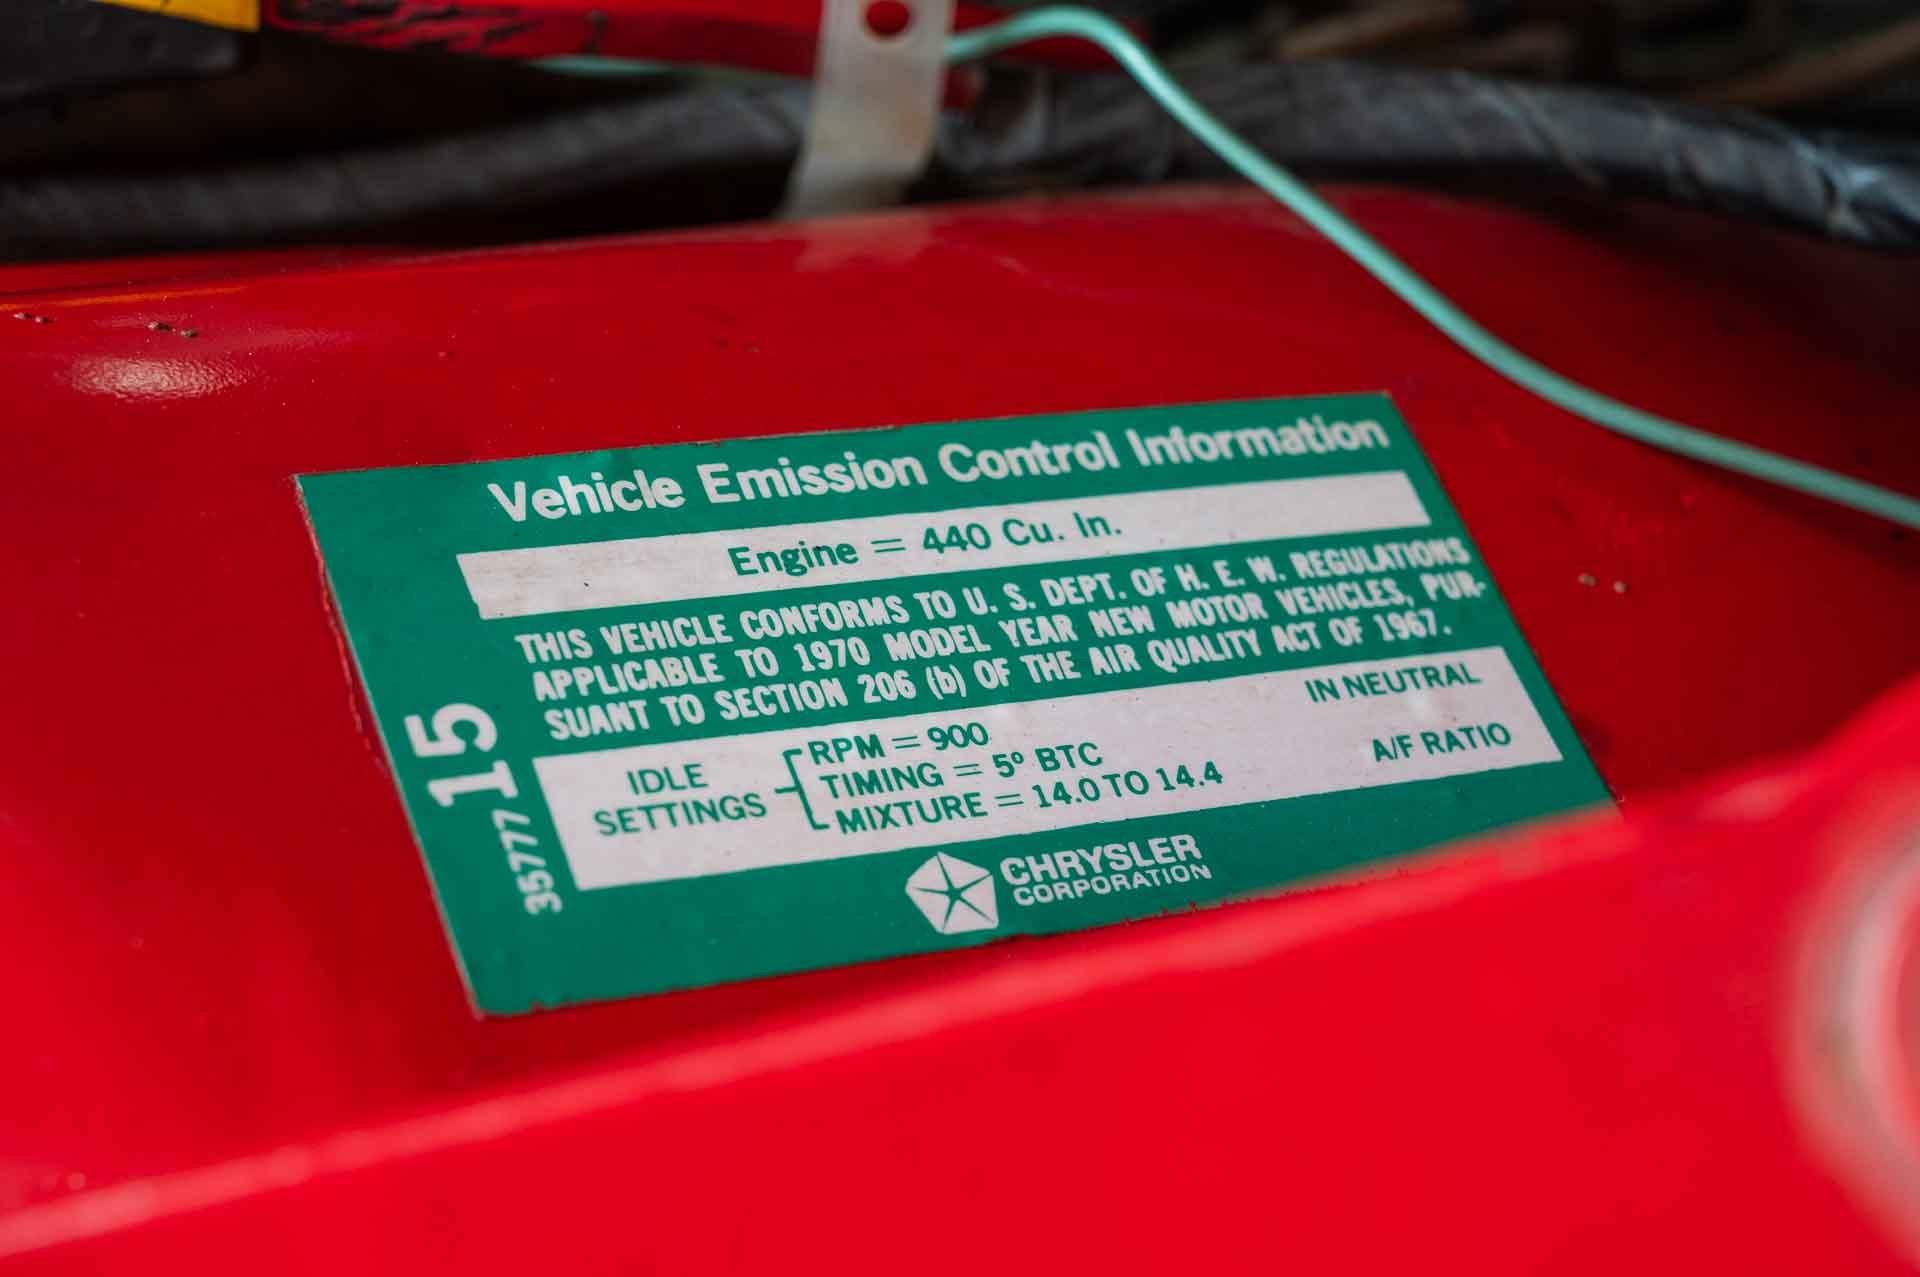 Vehicle Emission Control Information
Engine = 440 Cu. In.
THIS VEHICLE CONFORMS TO U. S. DEPT. OF H. E. W. REGULATIONS
APPLICABLE TO 1970 MODEL YEAR NEW MOTOR VEHICLES, PUR-
SUANT TO SECTION 206 (b) OF THE AIR QUALITY ACT OF 1967.
IDLE
SETTINGS
RPM = 900 IN NEUTRAL
TIMING = 5° BTC
MIXTURE = 14.0 TO 14.4 A/F RATIO
CHRYSLER
CORPORATION
35777 15